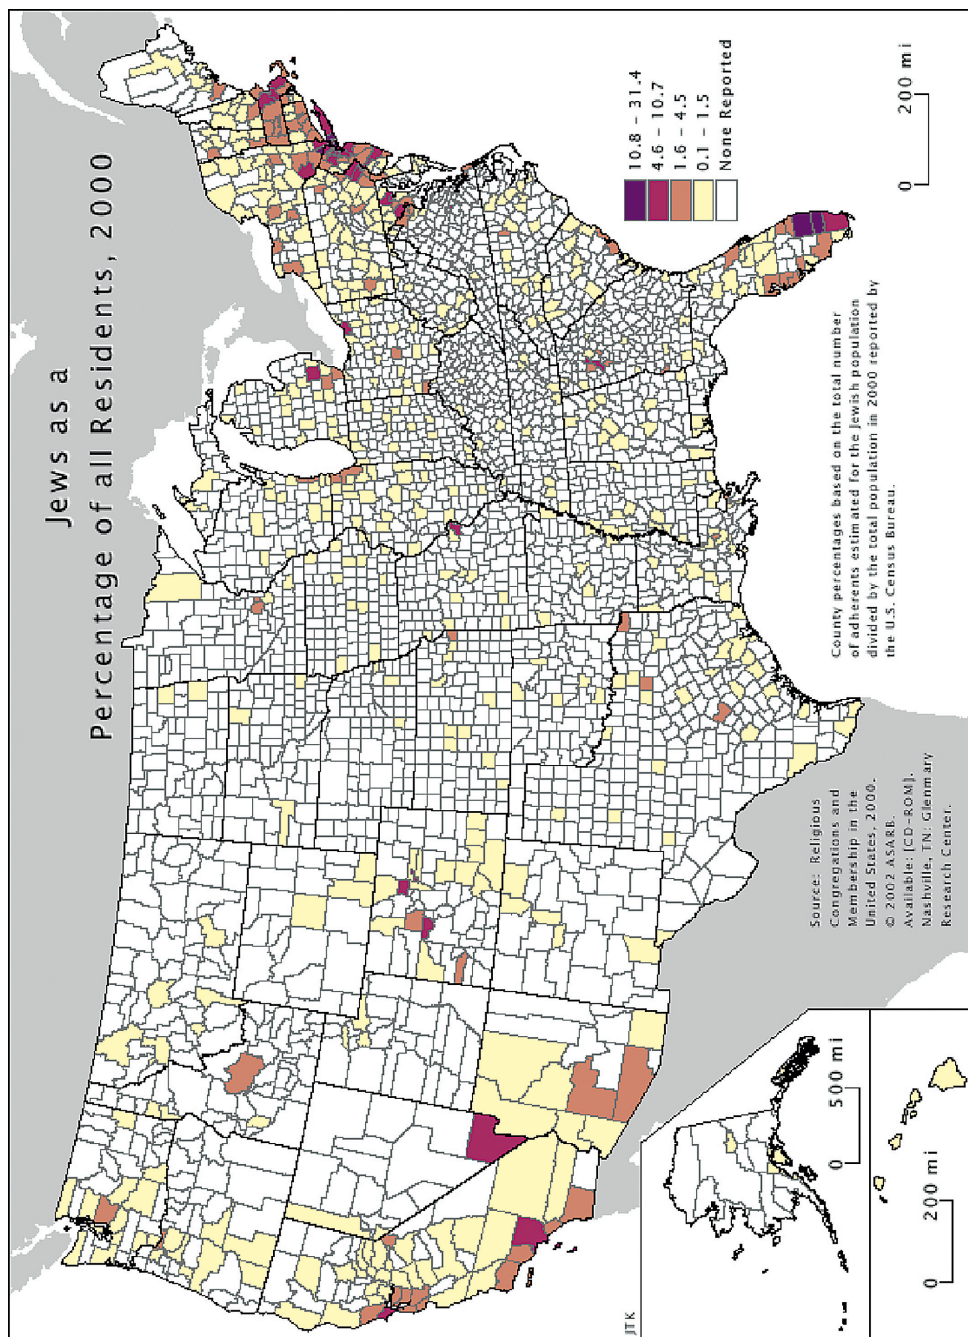 Jews as a
Percentage of all Residents, 2000
10.8 – 31.4
4.6 – 10.7
1.6 – 4.5
0.1 – 1.5
None Reported
0 200 mi
County percentages based on the total number
of adherents estimated for the Jewish population
divided by the total population in 2000 reported by
the U.S. Census Bureau.
Source: Religious
Congregations and
Membership in the
United States, 2000.
© 2002 ASARB.
Available: [CD-ROM].
Nashville, TN: Glenmary
Research Center.
JTK
0 500 mi
0 200 mi